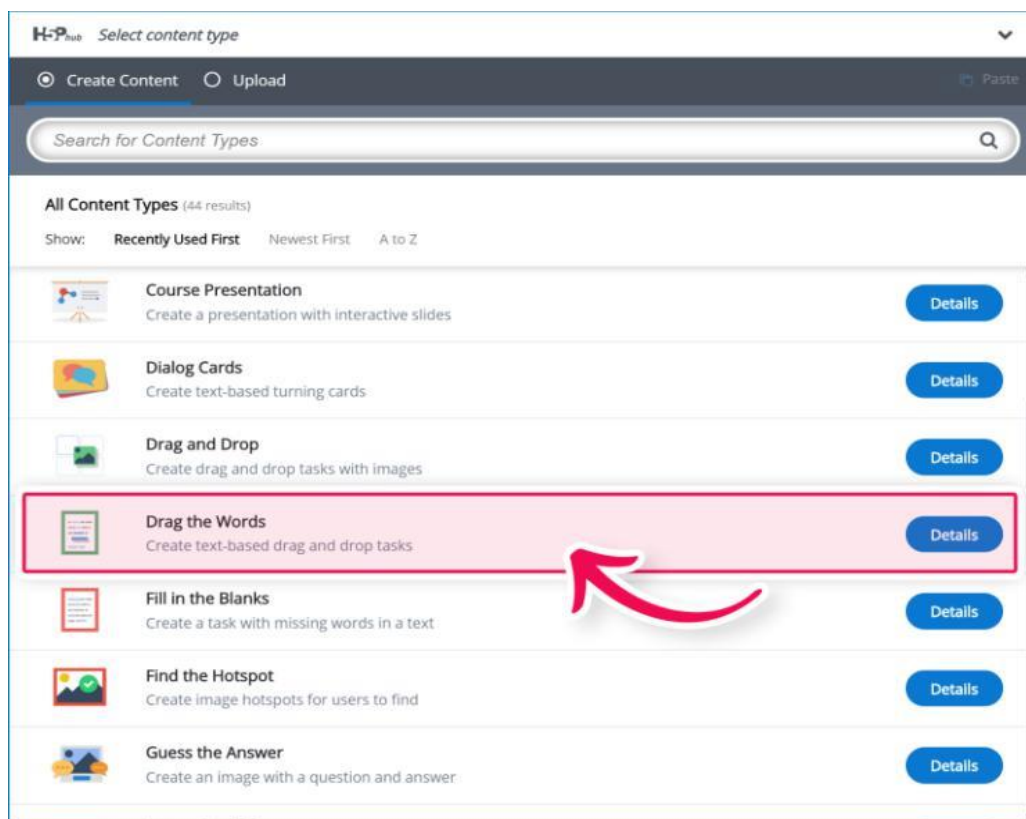 H5Phub Select content type
Create Content Upload Paste
Search for Content Types
All Content Types (44 results)
Show: Recently Used First Newest First A to Z
Course Presentation
Create a presentation with interactive slides
Details
Dialog Cards
Create text-based turning cards
Details
Drag and Drop
Create drag and drop tasks with images
Details
Drag the Words
Create text-based drag and drop tasks
Details
Fill in the Blanks
Create a task with missing words in a text
Details
Find the Hotspot
Create image hotspots for users to find
Details
Guess the Answer
Create an image with a question and answer
Details